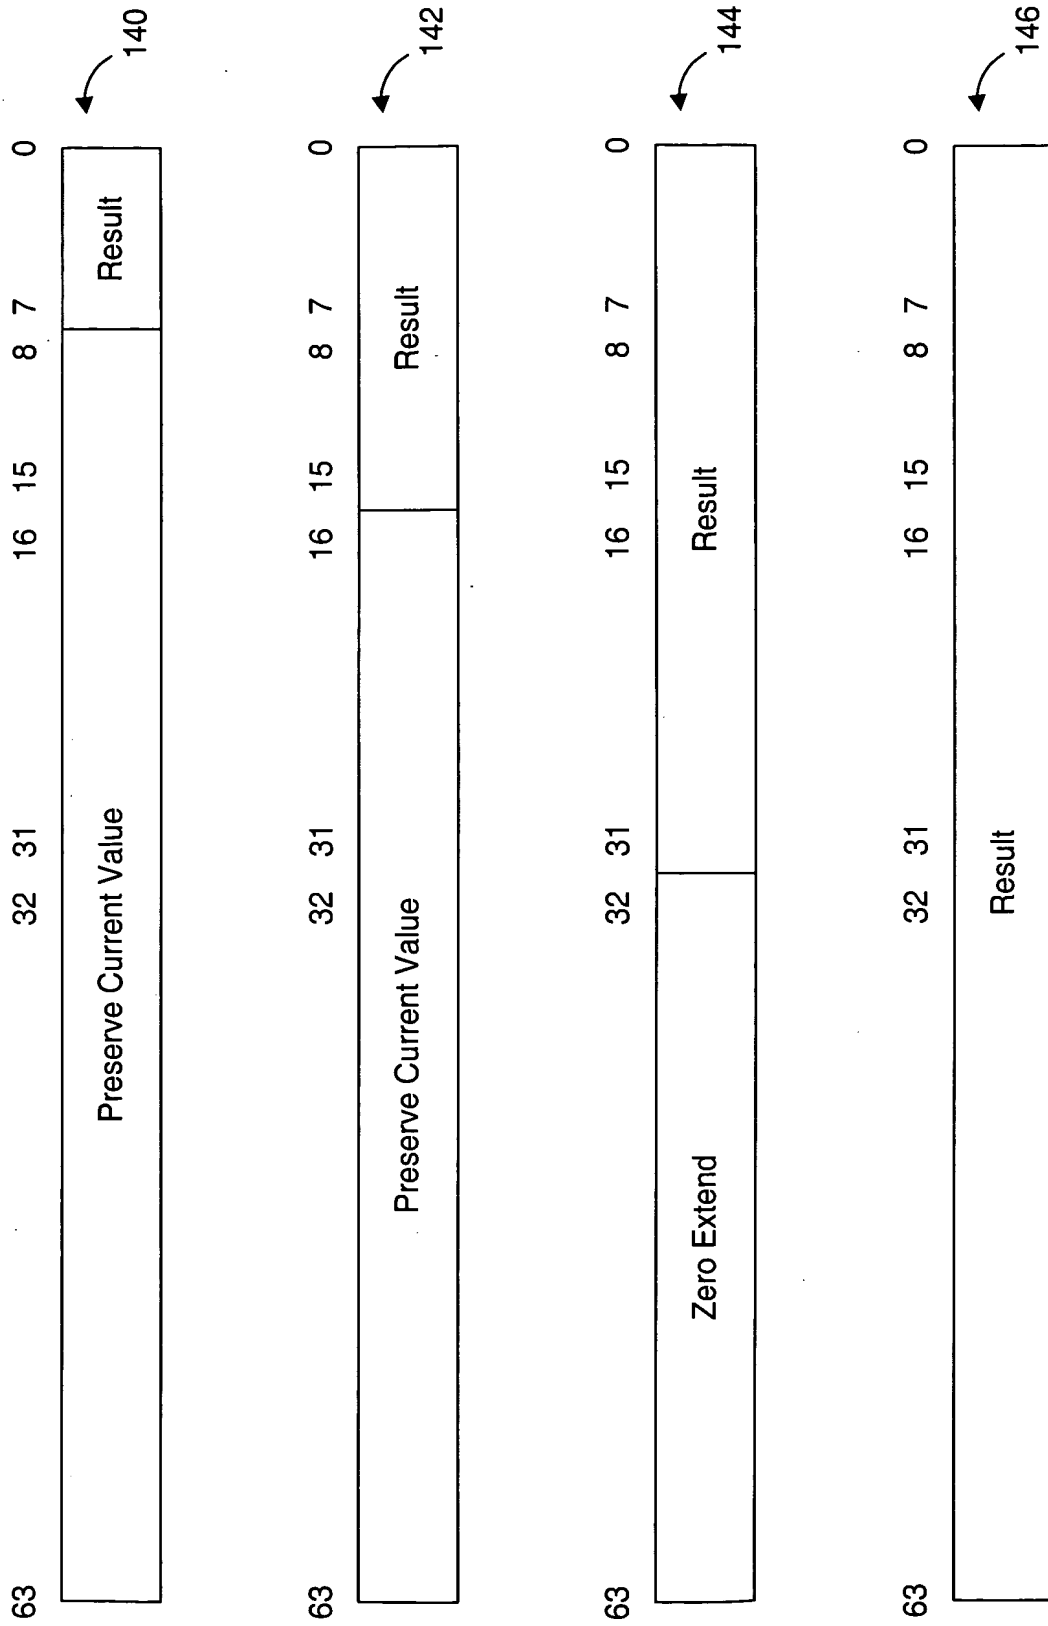 63 32 31 16 15 8 7 0
Preserve Current Value Result
140
63 32 31 16 15 8 7 0
Preserve Current Value Result
142
63 32 31 16 15 8 7 0
Zero Extend Result
144
63 32 31 16 15 8 7 0
Result
146